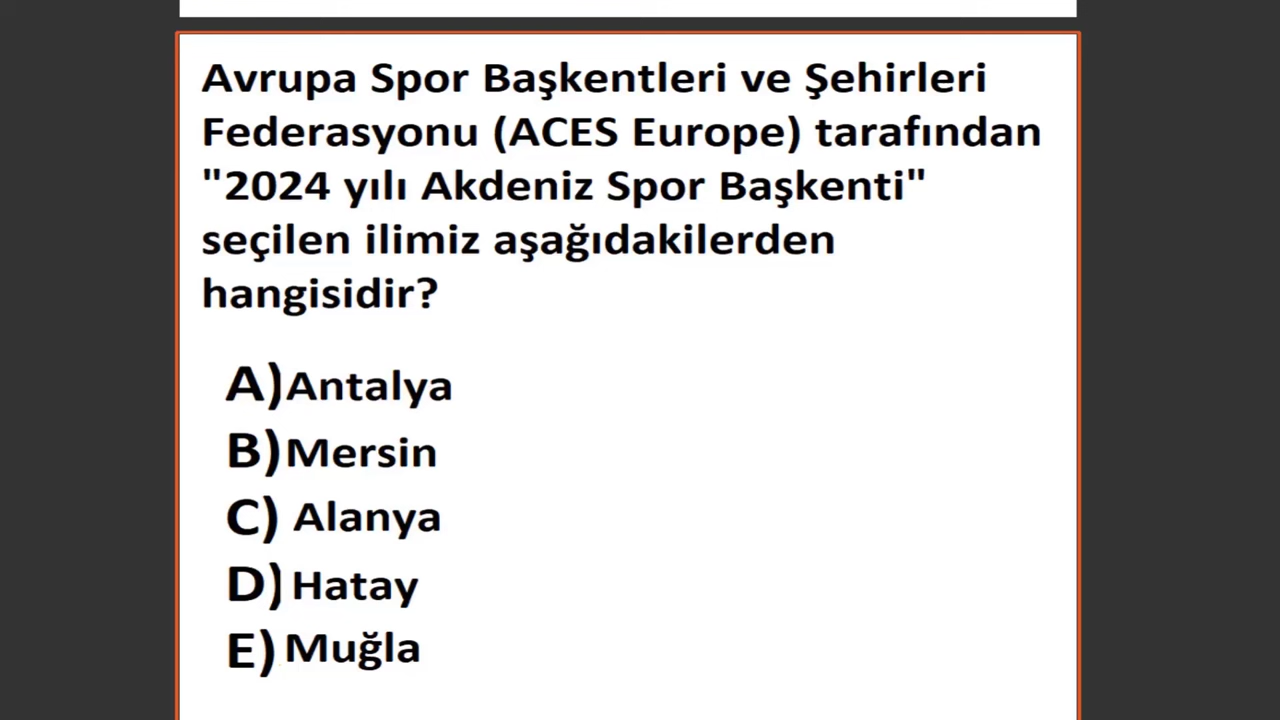 Avrupa Spor Başkentleri ve Şehirleri
Federasyonu (ACES Europe) tarafından
"2024 yılı Akdeniz Spor Başkenti"
seçilen ilimiz aşağıdakilerden
hangisidir?
A)Antalya
B)Mersin
C) Alanya
D) Hatay
E) Muğla